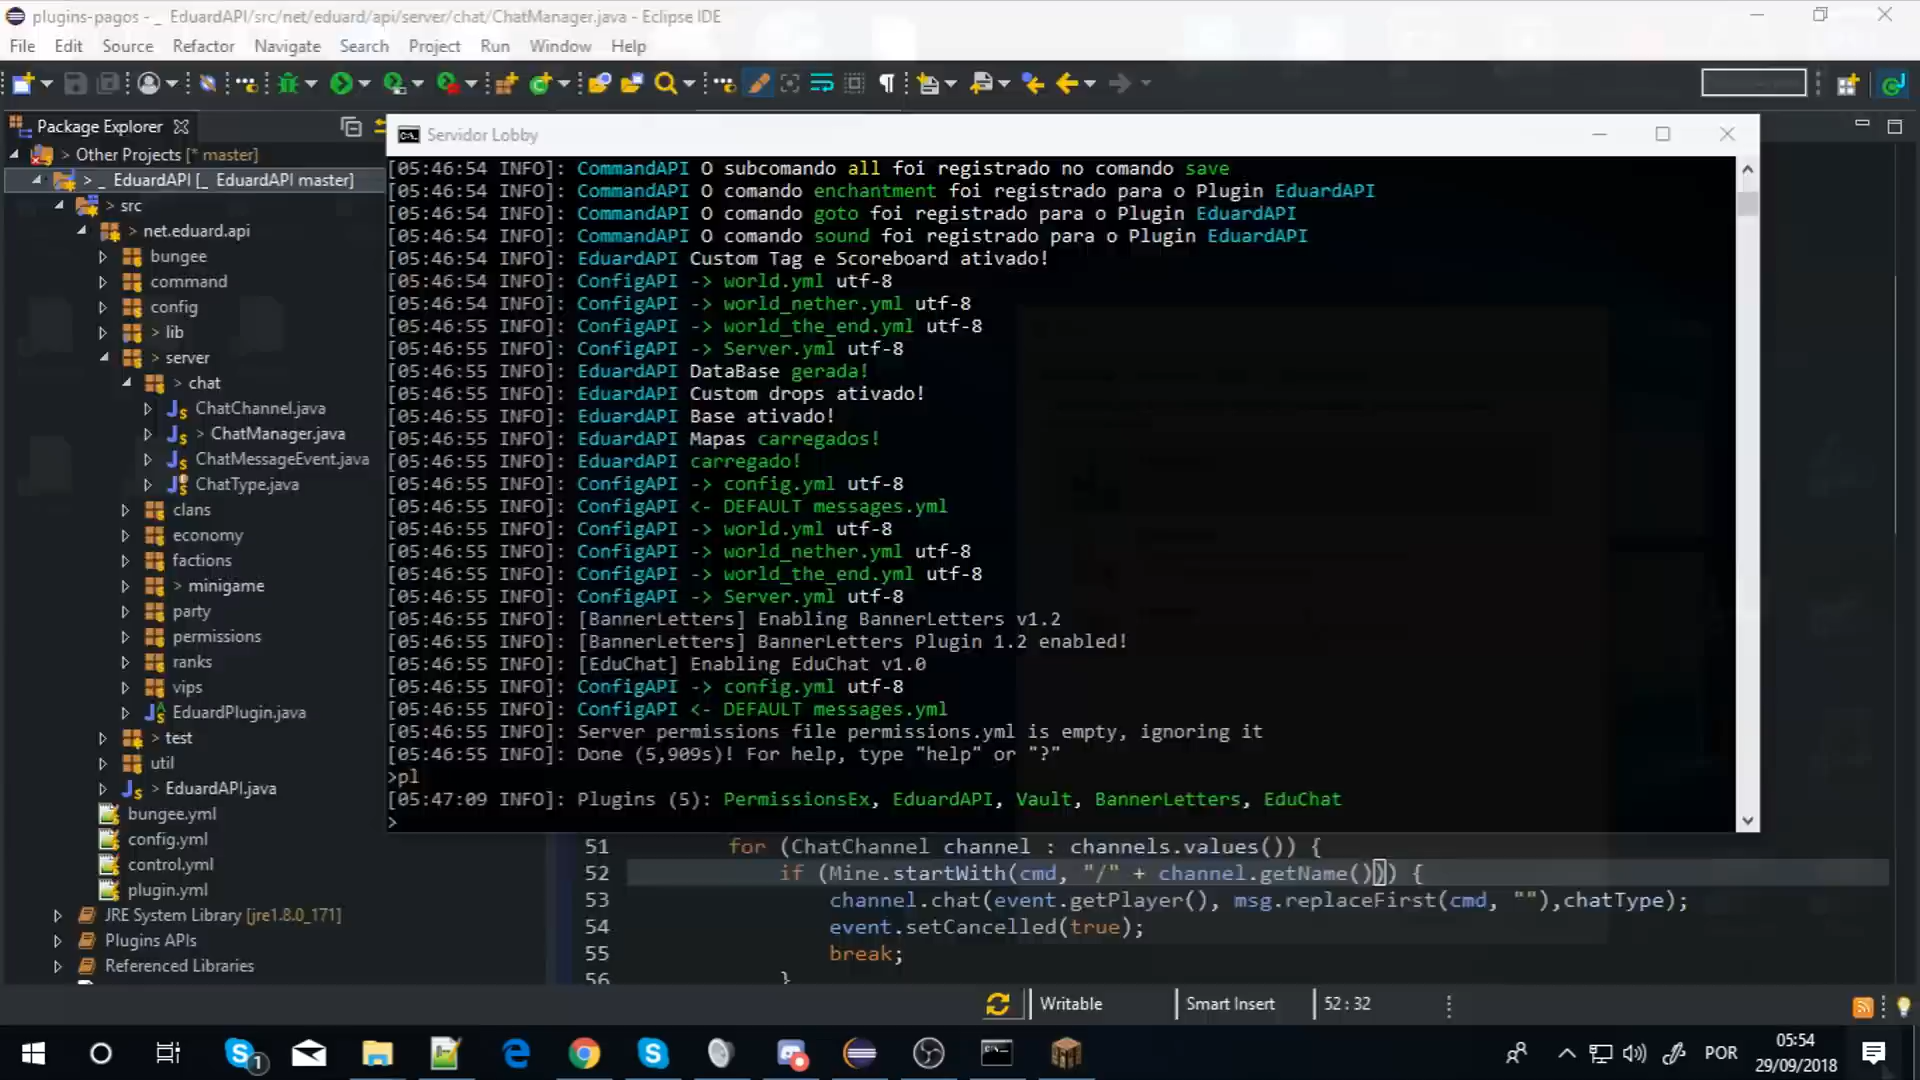 plugins-pagos - _ EduardAPI/src/net/eduard/api/server/chat/ChatManager.java - Eclipse IDE
File Edit Source Refactor Navigate Search Project Run Window Help
Package Explorer
> Other Projects [* master]
> _ EduardAPI [_ EduardAPI master]
> src
> net.eduard.api
bungee
command
config
> lib
> server
> chat
ChatChannel.java
> ChatManager.java
ChatMessageEvent.java
ChatType.java
clans
economy
factions
> minigame
party
permissions
ranks
vips
EduardPlugin.java
> test
util
> EduardAPI.java
bungee.yml
config.yml
control.yml
plugin.yml
JRE System Library [jre1.8.0_171]
Plugins APIs
Referenced Libraries
Servidor Lobby
[05:46:54 INFO]: CommandAPI O subcomando all foi registrado no comando save
[05:46:54 INFO]: CommandAPI O comando enchantment foi registrado para o Plugin EduardAPI
[05:46:54 INFO]: CommandAPI O comando goto foi registrado para o Plugin EduardAPI
[05:46:54 INFO]: CommandAPI O comando sound foi registrado para o Plugin EduardAPI
[05:46:54 INFO]: EduardAPI Custom Tag e Scoreboard ativado!
[05:46:54 INFO]: ConfigAPI -> world.yml utf-8
[05:46:54 INFO]: ConfigAPI -> world_nether.yml utf-8
[05:46:55 INFO]: ConfigAPI -> world_the_end.yml utf-8
[05:46:55 INFO]: ConfigAPI -> Server.yml utf-8
[05:46:55 INFO]: EduardAPI DataBase gerada!
[05:46:55 INFO]: EduardAPI Custom drops ativado!
[05:46:55 INFO]: EduardAPI Base ativado!
[05:46:55 INFO]: EduardAPI Mapas carregados!
[05:46:55 INFO]: EduardAPI carregado!
[05:46:55 INFO]: ConfigAPI -> config.yml utf-8
[05:46:55 INFO]: ConfigAPI <- DEFAULT messages.yml
[05:46:55 INFO]: ConfigAPI -> world.yml utf-8
[05:46:55 INFO]: ConfigAPI -> world_nether.yml utf-8
[05:46:55 INFO]: ConfigAPI -> world_the_end.yml utf-8
[05:46:55 INFO]: ConfigAPI -> Server.yml utf-8
[05:46:55 INFO]: [BannerLetters] Enabling BannerLetters v1.2
[05:46:55 INFO]: [BannerLetters] BannerLetters Plugin 1.2 enabled!
[05:46:55 INFO]: [EduChat] Enabling EduChat v1.0
[05:46:55 INFO]: ConfigAPI -> config.yml utf-8
[05:46:55 INFO]: ConfigAPI <- DEFAULT messages.yml
[05:46:55 INFO]: Server permissions file permissions.yml is empty, ignoring it
[05:46:55 INFO]: Done (5,909s)! For help, type "help" or "?"
>pl
[05:47:09 INFO]: Plugins (5): PermissionsEx, EduardAPI, Vault, BannerLetters, EduChat
>
51 for (ChatChannel channel : channels.values()) {
52 if (Mine.startWith(cmd, "/" + channel.getName())) {
53 channel.chat(event.getPlayer(), msg.replaceFirst(cmd, ""),chatType);
54 event.setCancelled(true);
55 break;
56 }
Writable Smart Insert 52 : 32
1
POR
05:54
29/09/2018